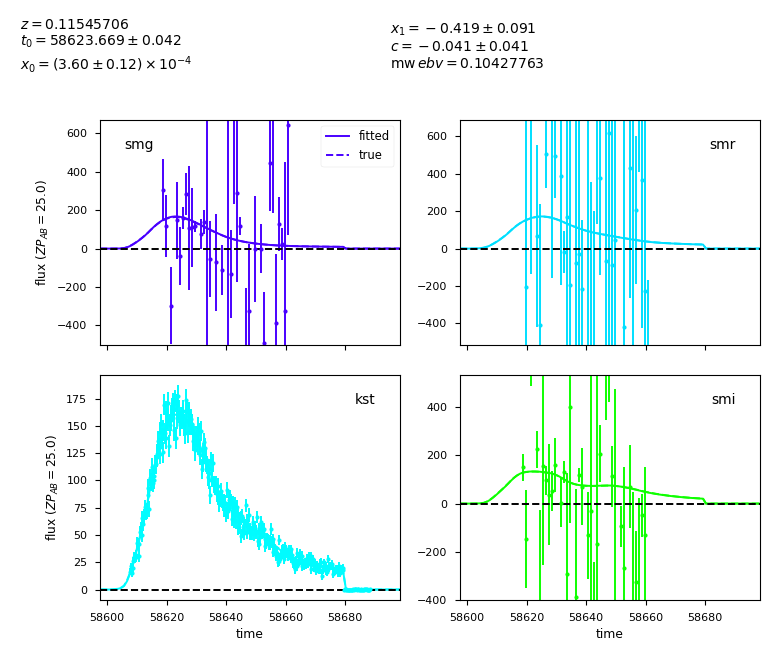 z = 0.11545706
t₀ = 58623.669 ± 0.042
x₀ = (3.60 ± 0.12) × 10⁻⁴
x₁ = −0.419 ± 0.091
c = −0.041 ± 0.041
mw ebv = 0.10427763
smg
fitted
true
600
400
200
0
−200
−400
flux (ZP_AB = 25.0)
smr
600
400
200
0
−200
−400
kst
175
150
125
100
75
50
25
0
flux (ZP_AB = 25.0)
58600 58620 58640 58660 58680
time
smi
400
200
0
−200
−400
58600 58620 58640 58660 58680
time